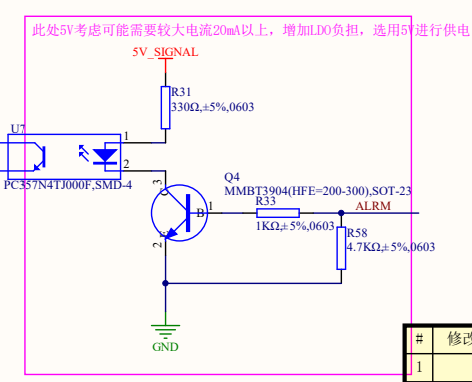 此处5V考虑可能需要较大电流20mA以上，增加LDO负担，选用5V进行供电
5V_SIGNAL
R31
330Ω,±5%,0603
U7
1
2
PC357N4TJ000F,SMD-4
Q4
MMBT3904(HFE=200-300),SOT-23
3
C
B
1
E
2
R33
1KΩ,±5%,0603
ALRM
R58
4.7KΩ,±5%,0603
GND
# 修改
1